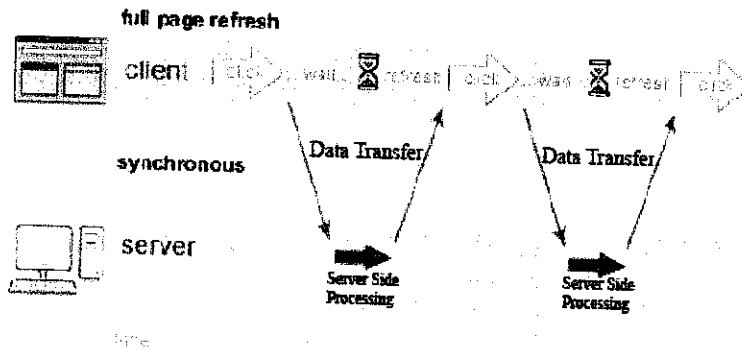 full page refresh
client click wait refresh click wait refresh click
Data Transfer Data Transfer
synchronous
server
Server Side Processing
Server Side Processing
time